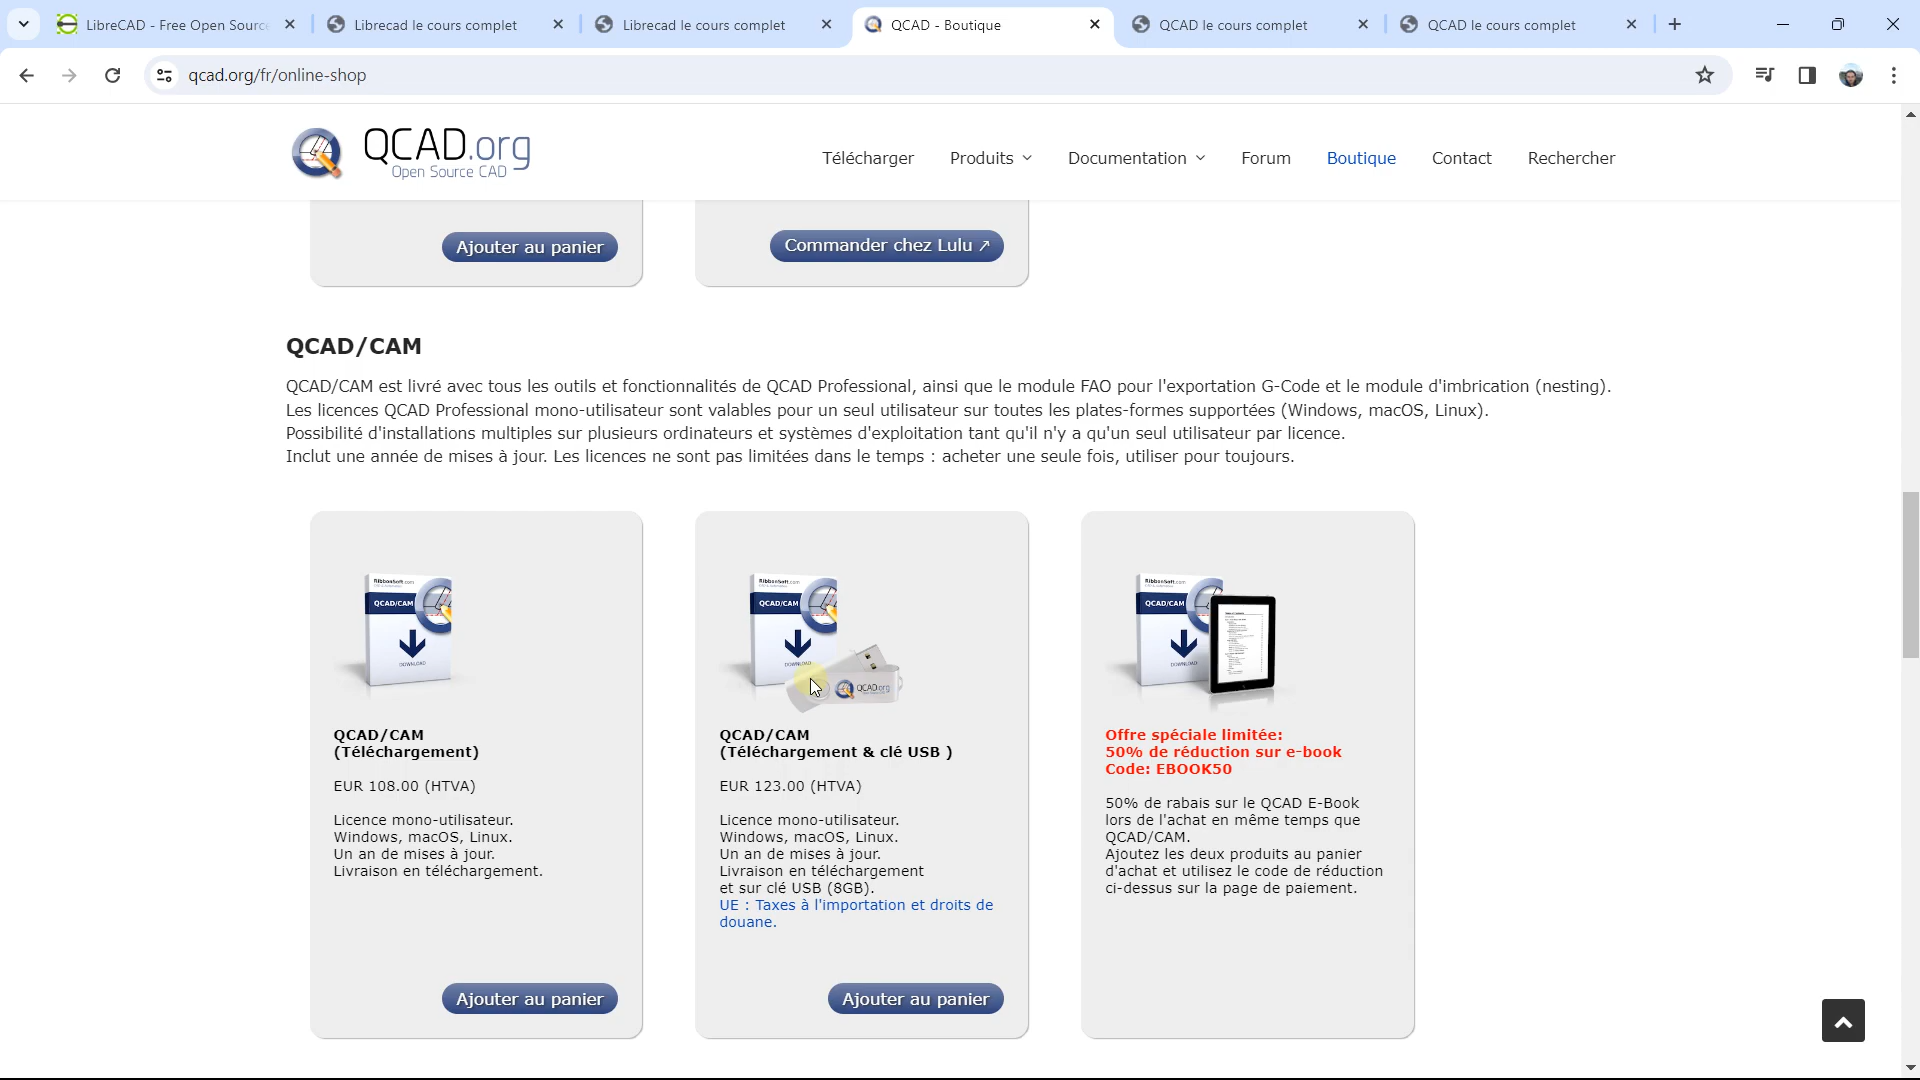 LibreCAD - Free Open Source
Librecad le cours complet
Librecad le cours complet
QCAD - Boutique
QCAD le cours complet
QCAD le cours complet
qcad.org/fr/online-shop
QCAD.org
Open Source CAD
Télécharger
Produits
Documentation
Forum
Boutique
Contact
Rechercher
Ajouter au panier
Commander chez Lulu ↗
QCAD/CAM
QCAD/CAM est livré avec tous les outils et fonctionnalités de QCAD Professional, ainsi que le module FAO pour l'exportation G-Code et le module d'imbrication (nesting).
Les licences QCAD Professional mono-utilisateur sont valables pour un seul utilisateur sur toutes les plates-formes supportées (Windows, macOS, Linux).
Possibilité d'installations multiples sur plusieurs ordinateurs et systèmes d'exploitation tant qu'il n'y a qu'un seul utilisateur par licence.
Inclut une année de mises à jour. Les licences ne sont pas limitées dans le temps : acheter une seule fois, utiliser pour toujours.
RibbonSoft.com
QCAD/CAM
DOWNLOAD
QCAD/CAM
(Téléchargement)
EUR 108.00 (HTVA)
Licence mono-utilisateur.
Windows, macOS, Linux.
Un an de mises à jour.
Livraison en téléchargement.
Ajouter au panier
RibbonSoft.com
QCAD/CAM
DOWNLOAD
QCAD.org
QCAD/CAM
(Téléchargement & clé USB )
EUR 123.00 (HTVA)
Licence mono-utilisateur.
Windows, macOS, Linux.
Un an de mises à jour.
Livraison en téléchargement
et sur clé USB (8GB).
UE : Taxes à l'importation et droits de
douane.
Ajouter au panier
RibbonSoft.com
QCAD/CAM
DOWNLOAD
Offre spéciale limitée:
50% de réduction sur e-book
Code: EBOOK50
50% de rabais sur le QCAD E-Book
lors de l'achat en même temps que
QCAD/CAM.
Ajoutez les deux produits au panier
d'achat et utilisez le code de réduction
ci-dessus sur la page de paiement.